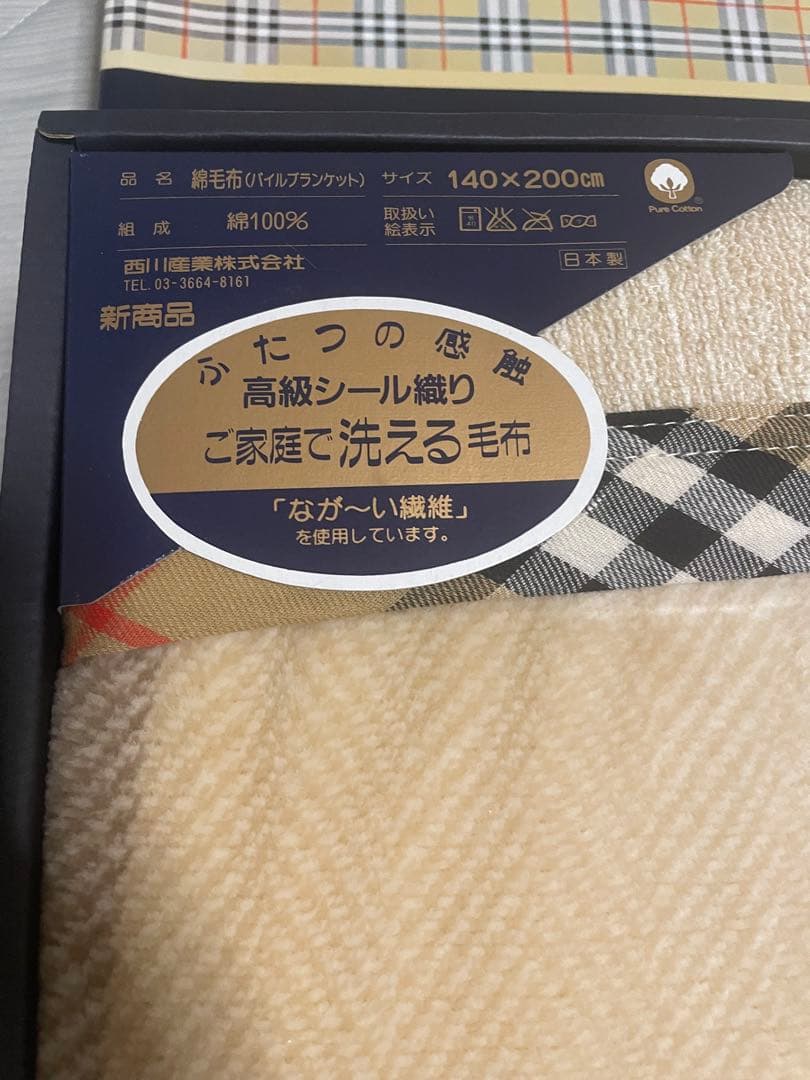 品名 綿毛布(パイルブランケット) サイズ 140×200cm
Pure Cotton ®
組成 綿100% 取扱い絵表示
西川産業株式会社 日本製
TEL. 03-3664-8161
新商品
ふたつの感触
高級シール織り
ご家庭で洗える毛布
「なが〜い繊維」
を使用しています。